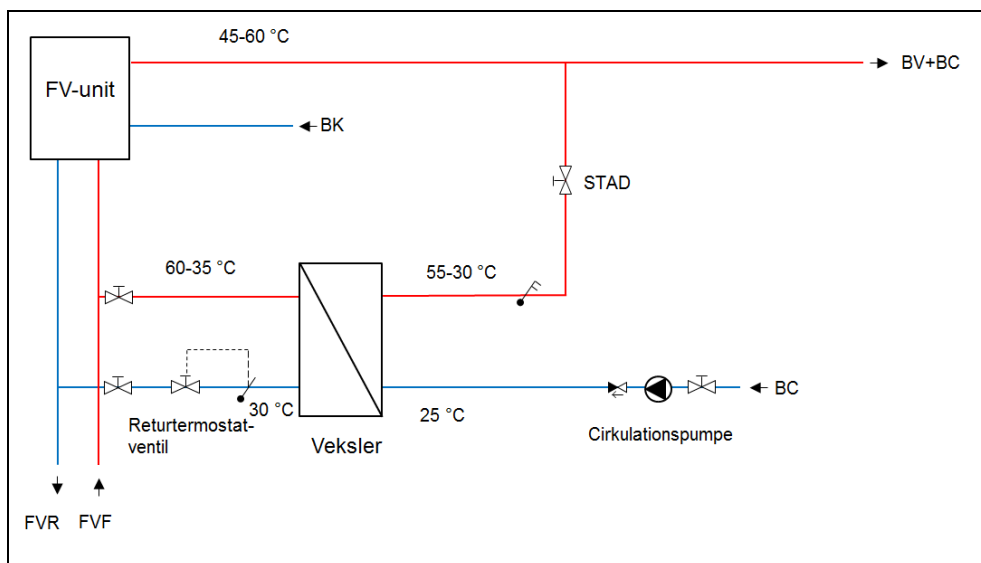 45-60 °C
BV+BC
FV-unit
BK
STAD
60-35 °C
55-30 °C
30 °C
25 °C
BC
Returtermostat-
ventil
Veksler
Cirkulationspumpe
FVR
FVF